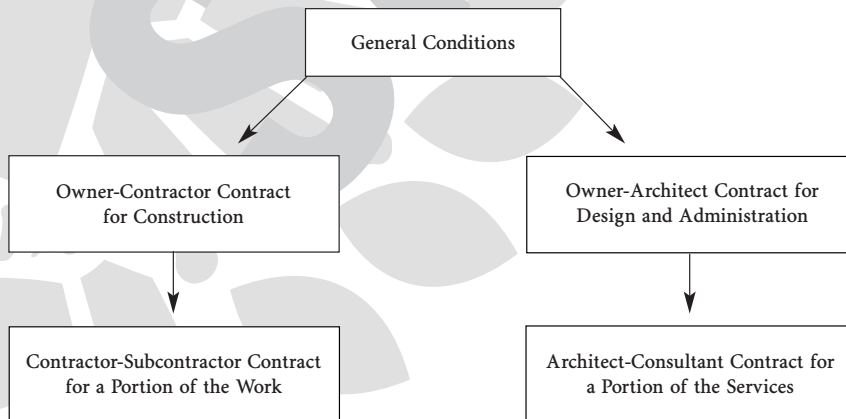 General Conditions
Owner-Contractor Contract
for Construction
Owner-Architect Contract for
Design and Administration
Contractor-Subcontractor Contract
for a Portion of the Work
Architect-Consultant Contract for
a Portion of the Services